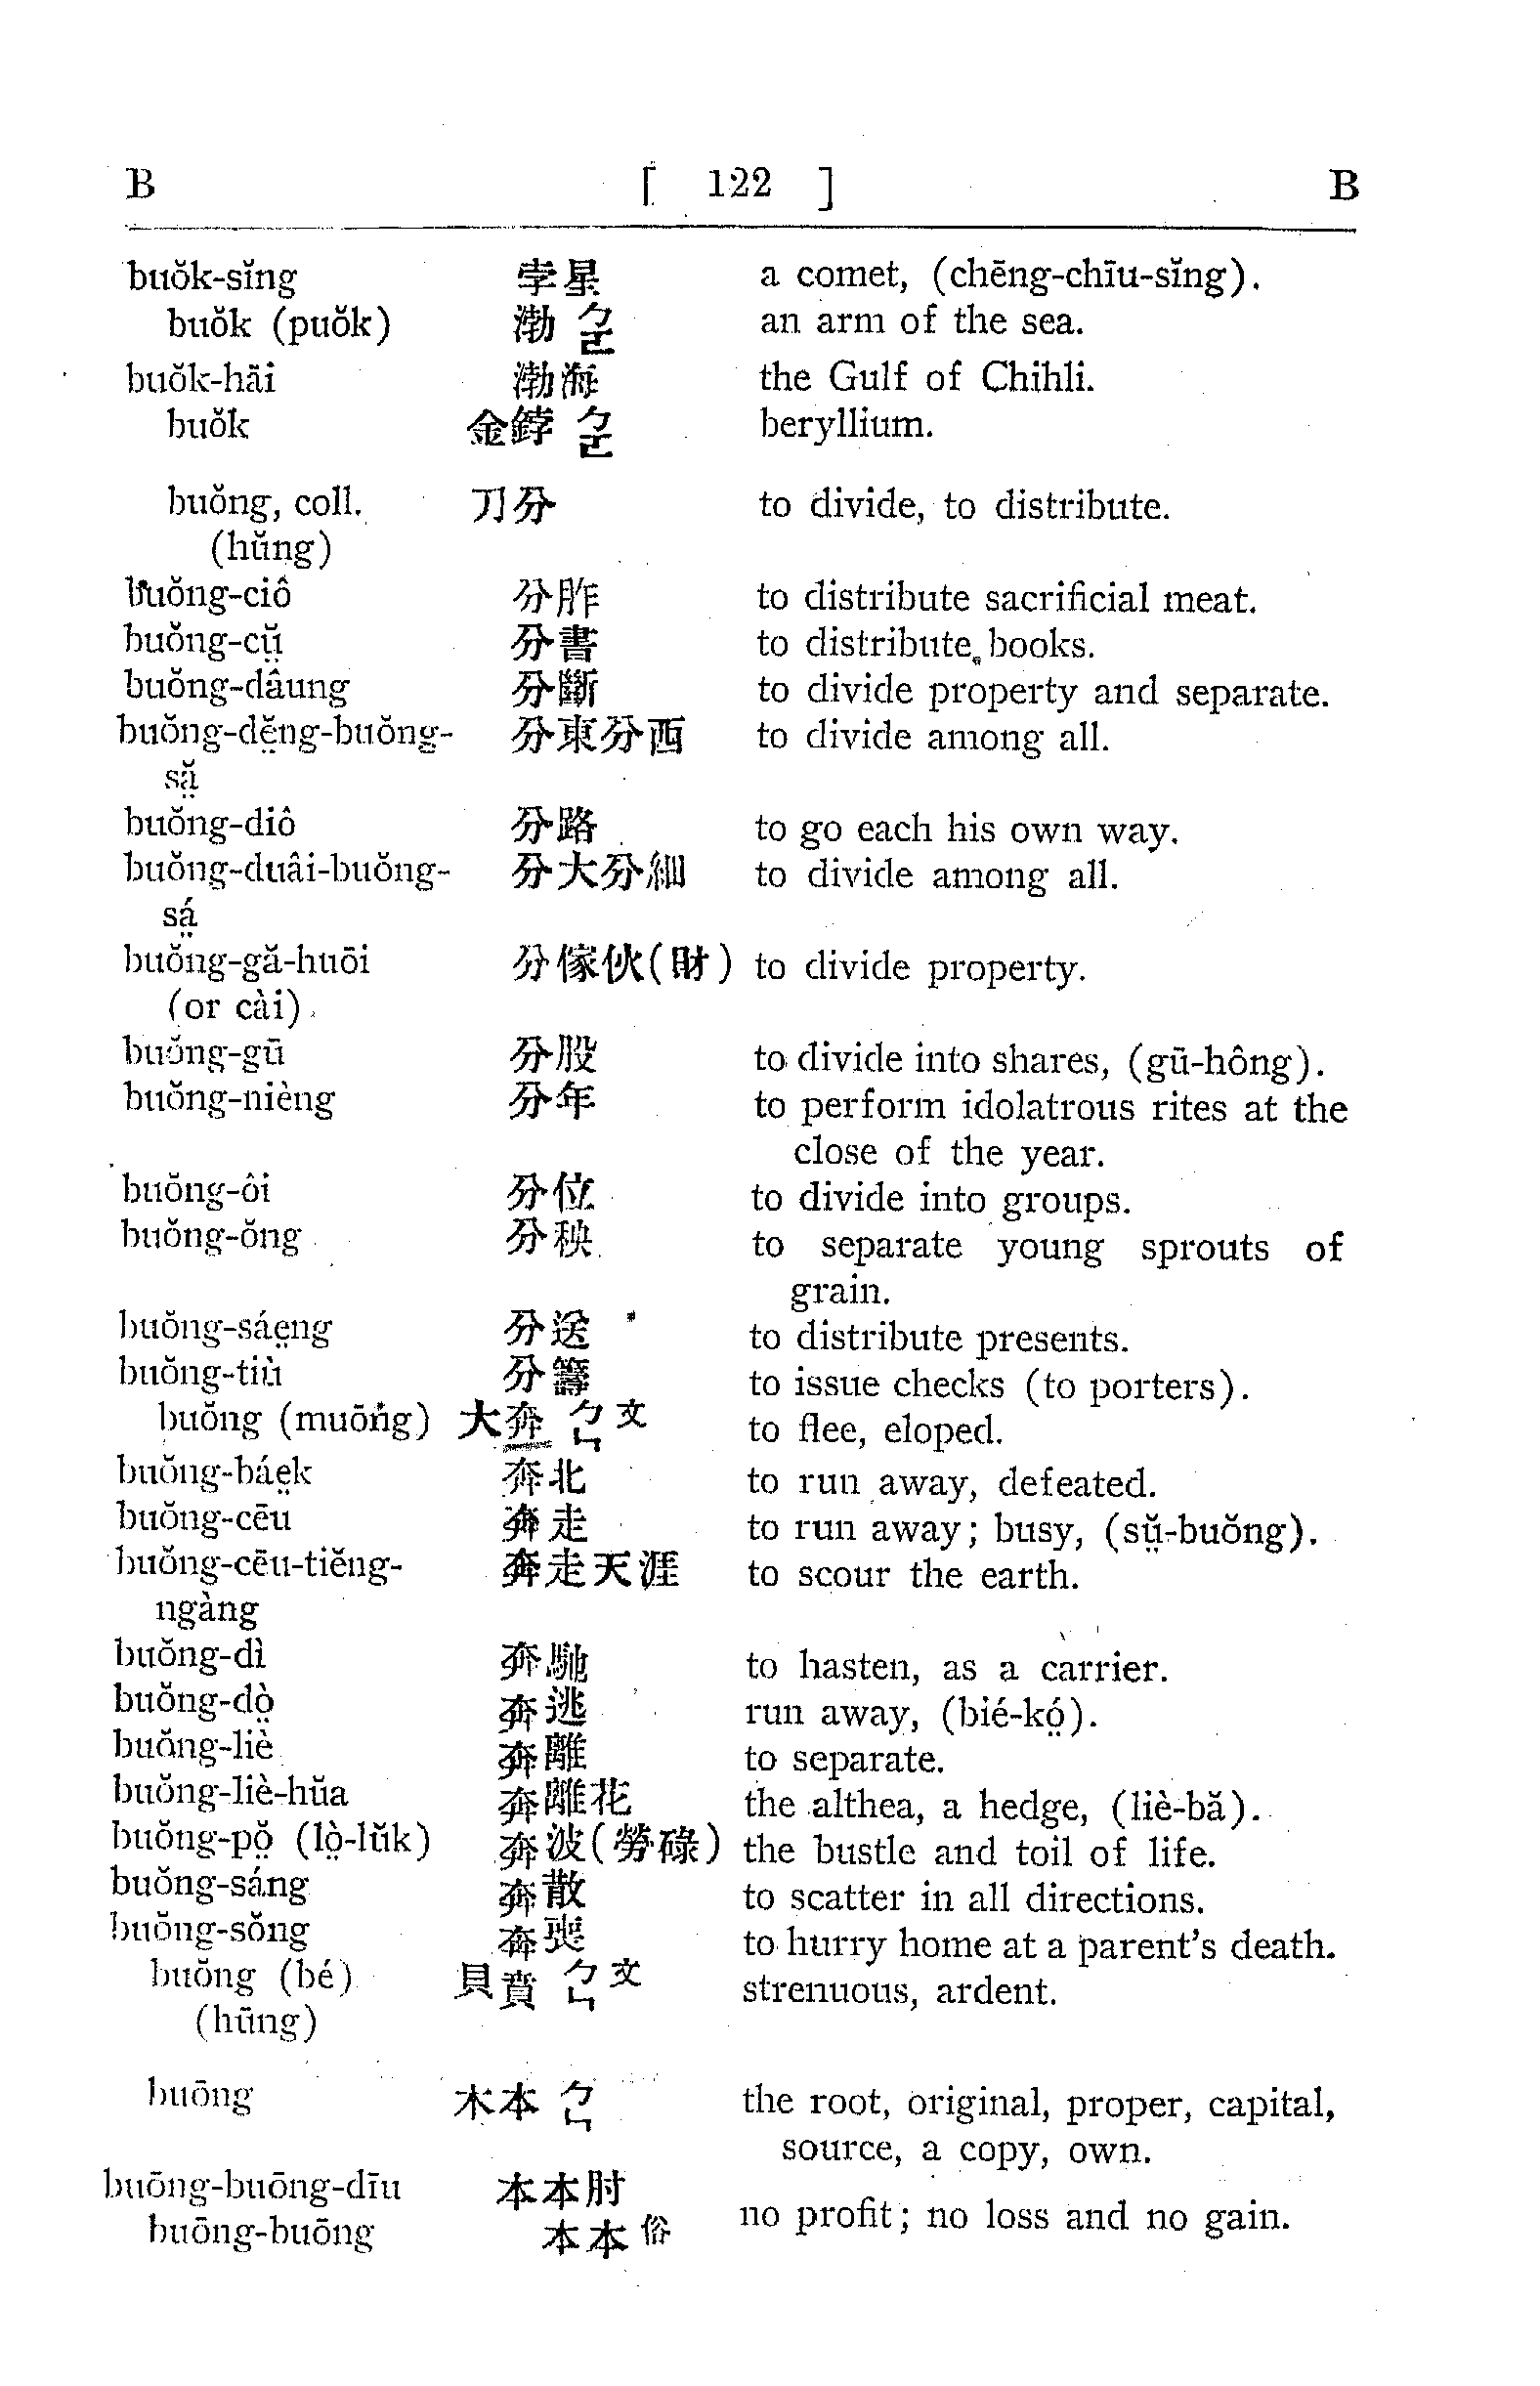 B [ 122 ] B
buŏk-sĭng 孛星 a comet, (chēng-chīu-sĭng).
buŏk (puŏk) 渤 ㄅㄛ an arm of the sea.
buŏk-hāi 渤海 the Gulf of Chihli.
buŏk 金鋍 ㄅㄛ beryllium.
buŏng, coll. 刀分 to divide, to distribute.
(hŭng)
buŏng-ciô 分胙 to distribute sacrificial meat.
buŏng-cṳ̆ 分書 to distribute books.
buŏng-dâung 分斷 to divide property and separate.
buŏng-dĕ̤ng-buŏng- 分東分西 to divide among all.
să̤
buŏng-diô 分路 to go each his own way.
buŏng-duâi-buŏng- 分大分細 to divide among all.
sá̤
buŏng-gă-huōi 分傢伙(財) to divide property.
(or cài)
buŏng-gū 分股 to divide into shares, (gū-hông).
buŏng-nièng 分年 to perform idolatrous rites at the
close of the year.
buŏng-ôi 分位 to divide into groups.
buŏng-ŏng 分秧 to separate young sprouts of
grain.
buŏng-sáe̤ng 分送 to distribute presents.
buŏng-tiù 分籌 to issue checks (to porters).
buŏng (muōng) 大奔 ㄅㄣ 文 to flee, eloped.
buŏng-báe̤k 奔北 to run away, defeated.
buŏng-cēu 奔走 to run away; busy, (sṳ̆-buŏng).
buŏng-cēu-tiĕng- 奔走天涯 to scour the earth.
ngàng
buŏng-dì 奔馳 to hasten, as a carrier.
buŏng-dò̤ 奔逃 run away, (bié-kó̤).
buŏng-liè 奔離 to separate.
buŏng-liè-hŭa 奔離花 the althea, a hedge, (liè-bă).
buŏng-pŏ̤ (lò̤-lŭk) 奔波(勞碌) the bustle and toil of life.
buŏng-sáng 奔散 to scatter in all directions.
buŏng-sŏng 奔喪 to hurry home at a parent's death.
buŏng (bé) 貝賁 ㄅㄣ 文 strenuous, ardent.
(hūng)
buōng 木本 ㄅㄣ the root, original, proper, capital,
source, a copy, own.
buōng-buōng-dīu 本本肘
buōng-buōng 本本 俗 no profit; no loss and no gain.